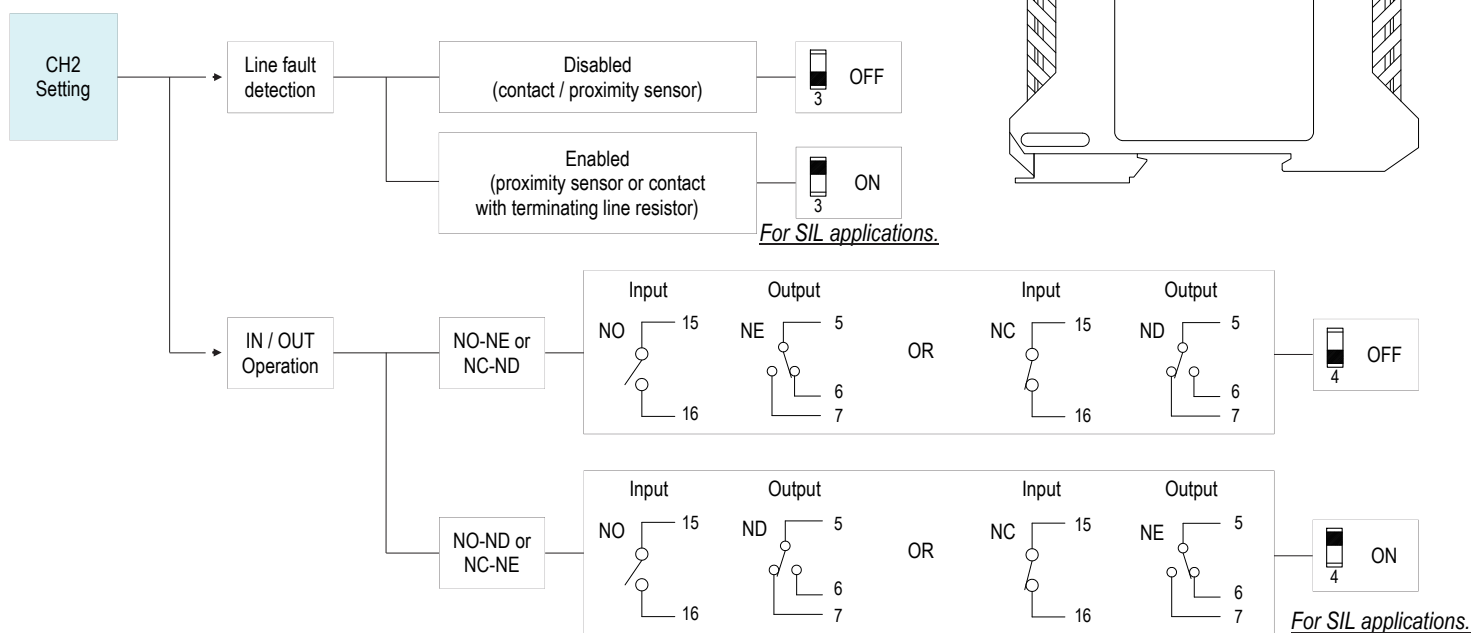 CH2
Setting
Line fault
detection
Disabled
(contact / proximity sensor)
3
OFF
Enabled
(proximity sensor or contact
with terminating line resistor)
3
ON
For SIL applications.
IN / OUT
Operation
NO-NE or
NC-ND
Input
Output
NO
15
16
NE
5
6
7
OR
Input
Output
NC
15
16
ND
5
6
7
4
OFF
NO-ND or
NC-NE
Input
Output
NO
15
16
ND
5
6
7
OR
Input
Output
NC
15
16
NE
5
6
7
4
ON
For SIL applications.